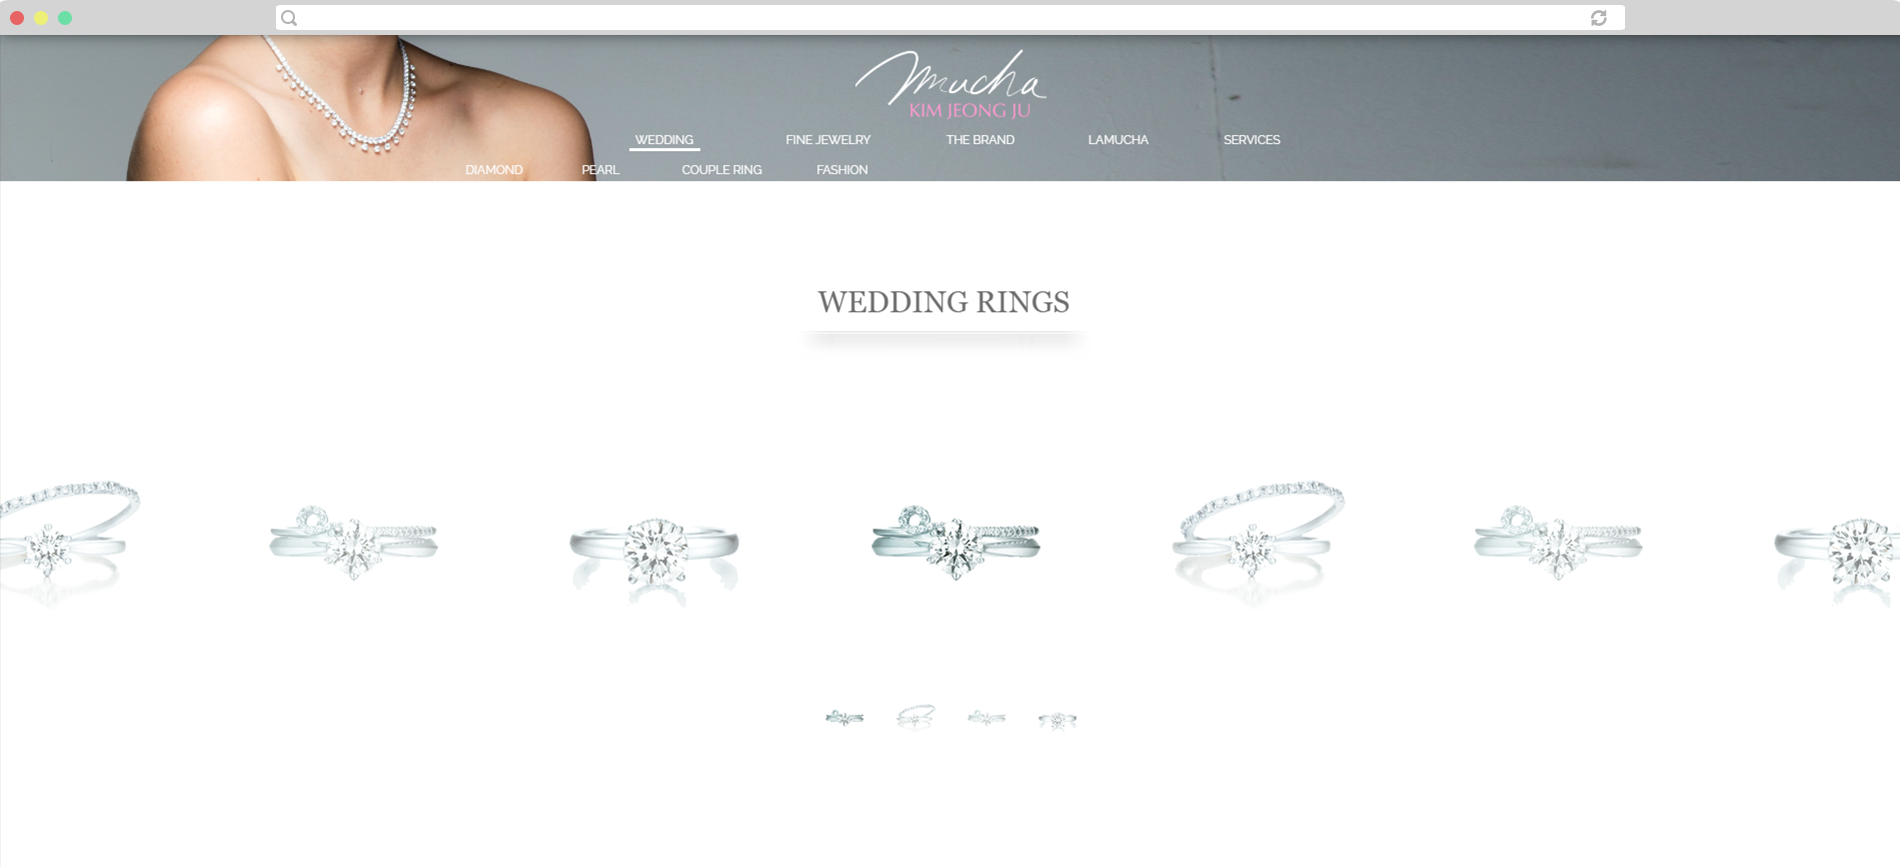 Mucha
KIM JEONG JU
WEDDING FINE JEWELRY THE BRAND LAMUCHA SERVICES
DIAMOND PEARL COUPLE RING FASHION
WEDDING RINGS